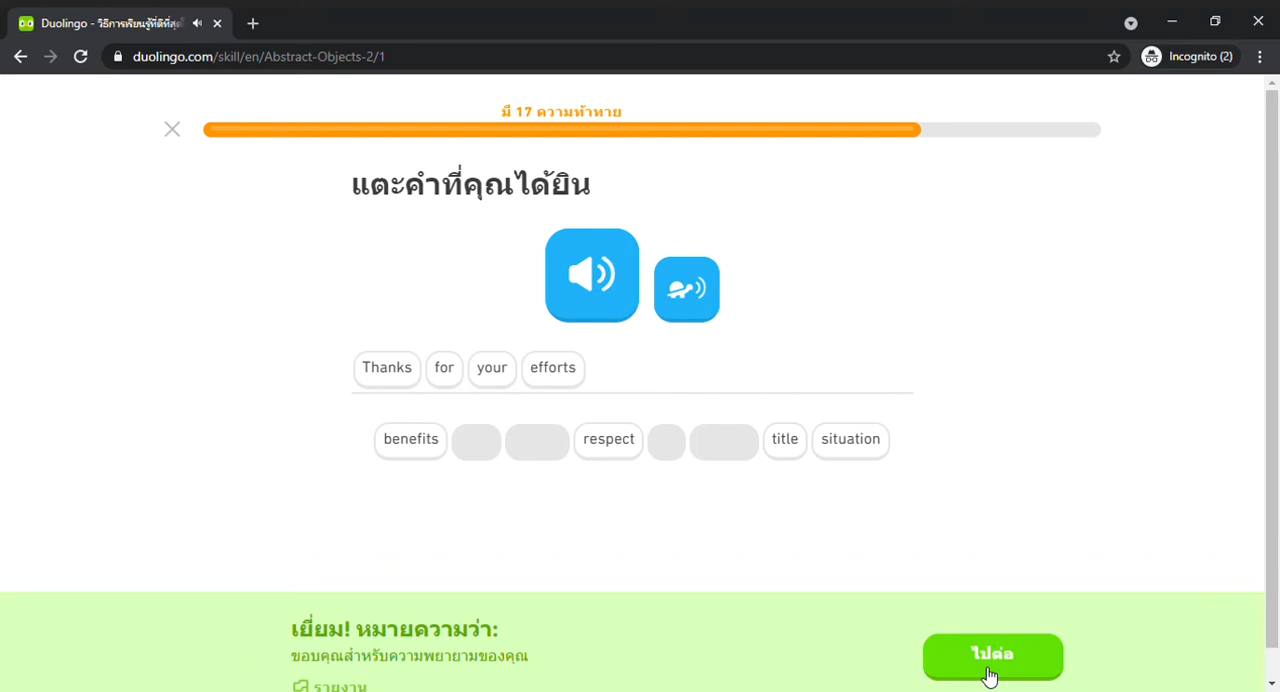 Duolingo - วิธีการเรียนรู้ที่ดีที่สุด
duolingo.com/skill/en/Abstract-Objects-2/1
Incognito (2)
มี 17 ความท้าทาย
แตะคำที่คุณได้ยิน
Thanks for your efforts
benefits respect title situation
เยี่ยม! หมายความว่า:
ขอบคุณสำหรับความพยายามของคุณ
ไปต่อ
รายงาน